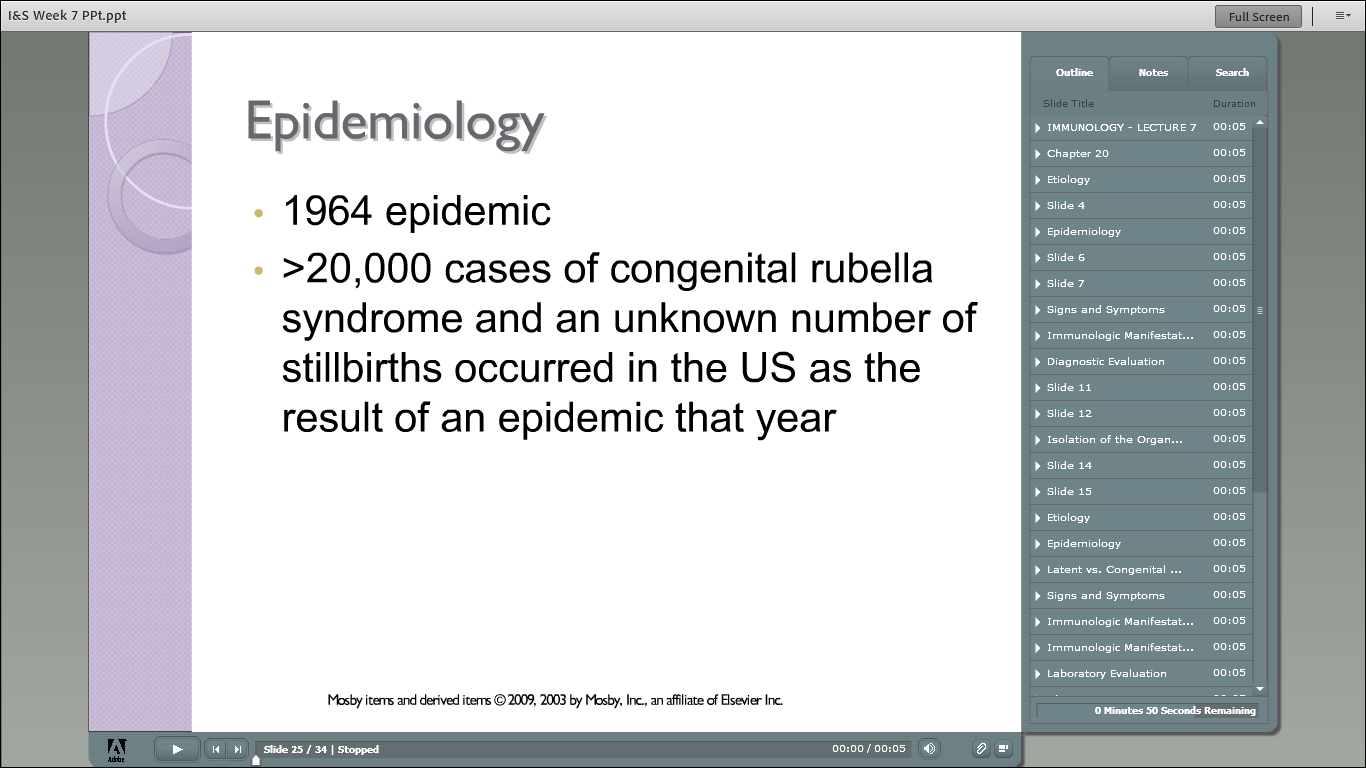 I&S Week 7 PPt.ppt
Full Screen
Epidemiology
• 1964 epidemic
• >20,000 cases of congenital rubella
syndrome and an unknown number of
stillbirths occurred in the US as the
result of an epidemic that year
Mosby items and derived items © 2009, 2003 by Mosby, Inc., an affiliate of Elsevier Inc.
Outline Notes Search
Slide Title Duration
IMMUNOLOGY - LECTURE 7 00:05
Chapter 20 00:05
Etiology 00:05
Slide 4 00:05
Epidemiology 00:05
Slide 6 00:05
Slide 7 00:05
Signs and Symptoms 00:05
Immunologic Manifestat... 00:05
Diagnostic Evaluation 00:05
Slide 11 00:05
Slide 12 00:05
Isolation of the Organ... 00:05
Slide 14 00:05
Slide 15 00:05
Etiology 00:05
Epidemiology 00:05
Latent vs. Congenital ... 00:05
Signs and Symptoms 00:05
Immunologic Manifestat... 00:05
Immunologic Manifestat... 00:05
Laboratory Evaluation 00:05
0 Minutes 50 Seconds Remaining
Adobe
Slide 25 / 34 | Stopped 00:00 / 00:05